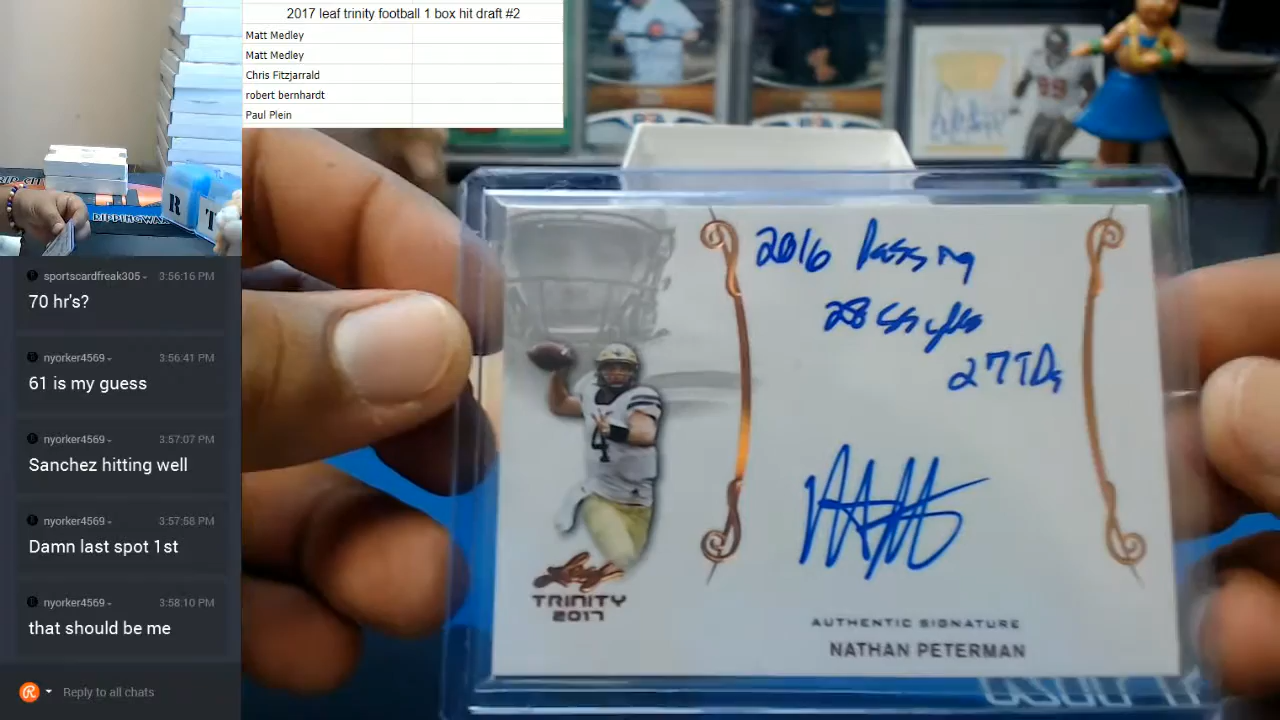 2017 leaf trinity football 1 box hit draft #2
Matt Medley
Matt Medley
Chris Fitzjarrald
robert bernhardt
Paul Plein
R T
sportscardfreak305 3:56:16 PM
70 hr's?
nyorker4569 3:56:41 PM
61 is my guess
nyorker4569 3:57:07 PM
Sanchez hitting well
nyorker4569 3:57:58 PM
Damn last spot 1st
nyorker4569 3:58:10 PM
that should be me
Reply to all chats
2016 Passing
2855 yds
27 TDs
4
Leaf
TRINITY
2017
AUTHENTIC SIGNATURE
NATHAN PETERMAN
99